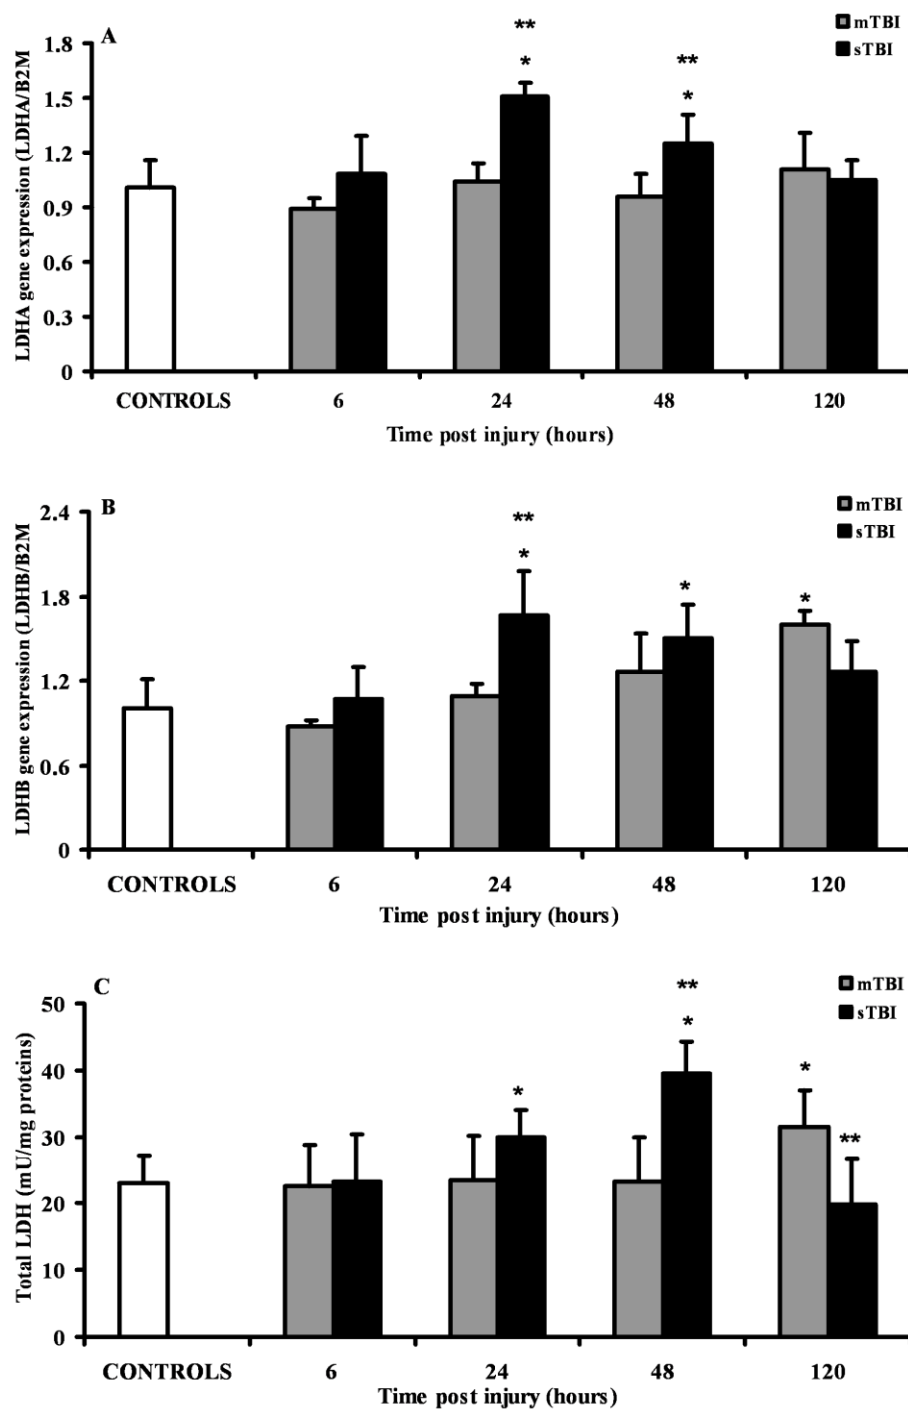 A
mTBI
sTBI
**
*
**
*
1.8
1.5
1.2
0.9
0.6
0.3
0
LDHA gene expression (LDHA/B2M)
CONTROLS 6 24 48 120
Time post injury (hours)
B
mTBI
sTBI
**
*
*
*
2.4
1.8
1.2
0.6
0
LDHB gene expression (LDHB/B2M)
CONTROLS 6 24 48 120
Time post injury (hours)
C
mTBI
sTBI
**
*
*
*
**
50
40
30
20
10
0
Total LDH (mU/mg proteins)
CONTROLS 6 24 48 120
Time post injury (hours)